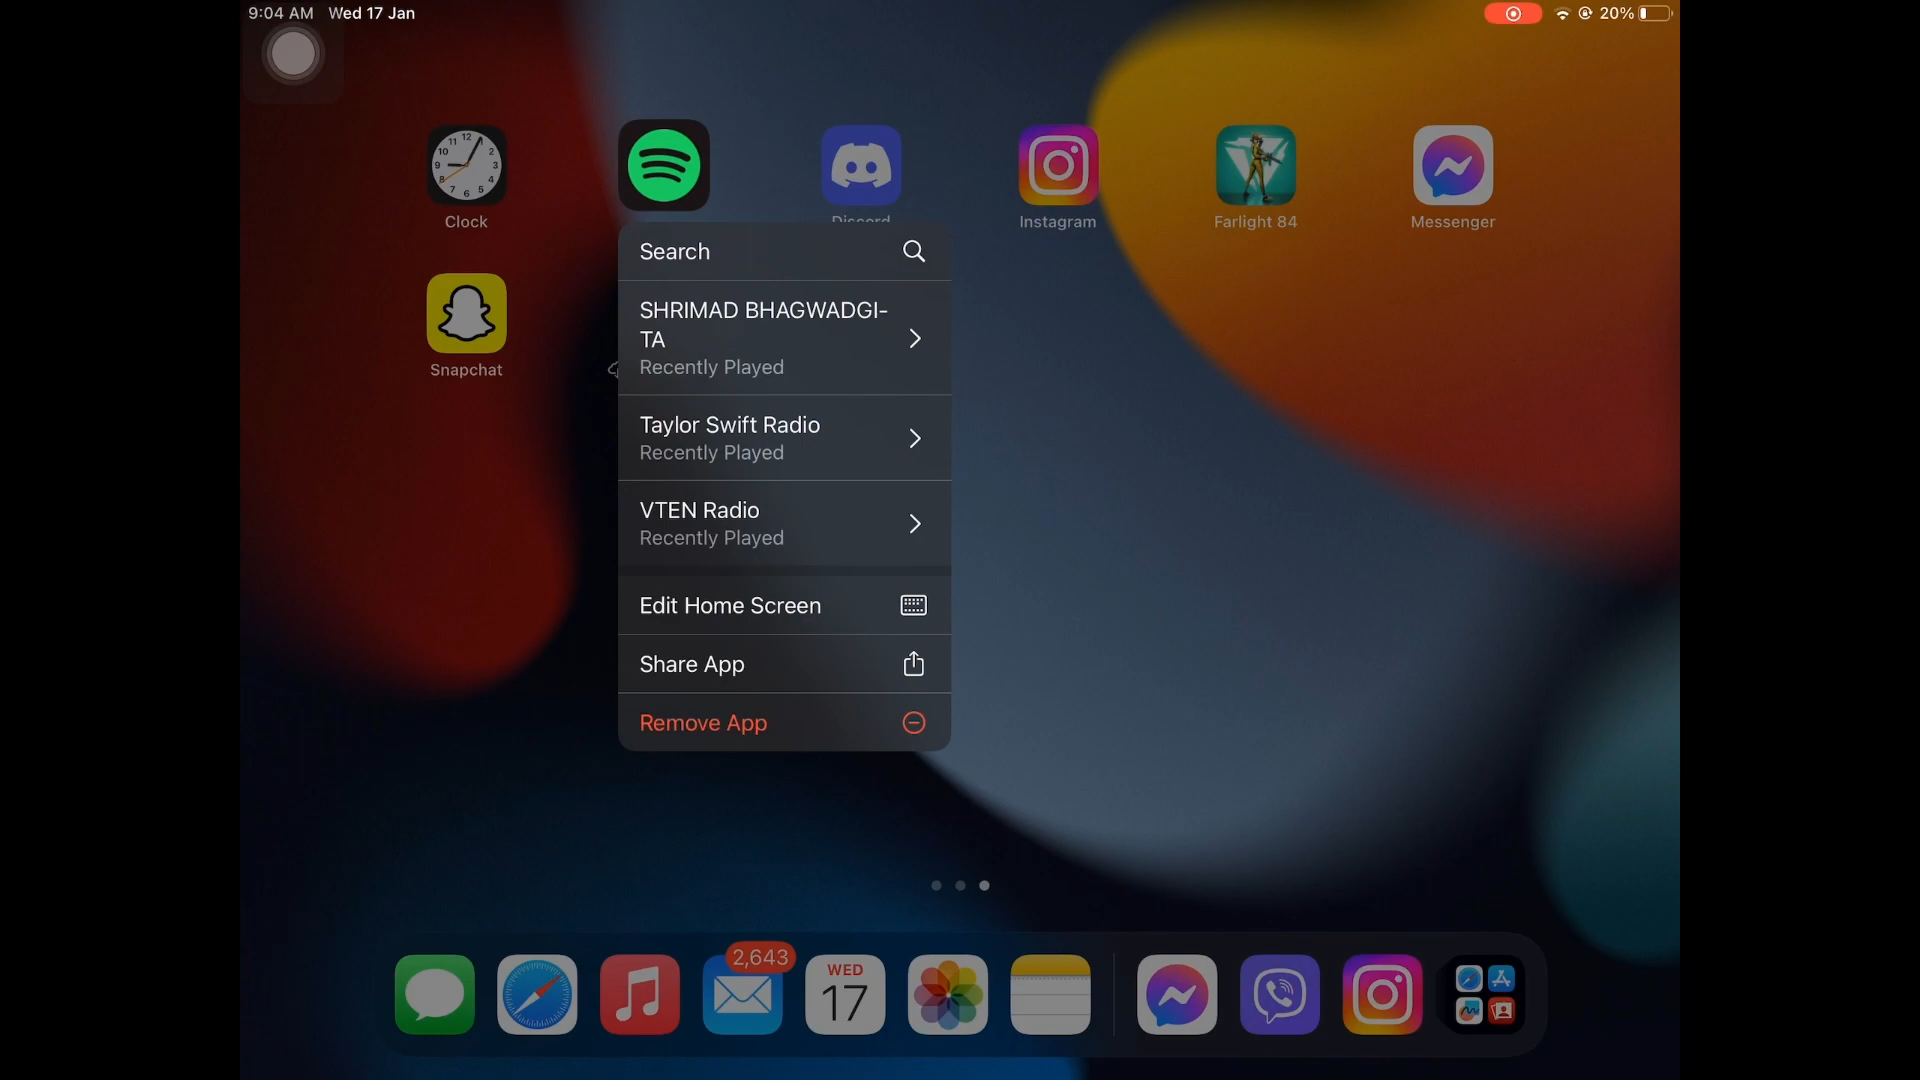 9:04 AM Wed 17 Jan
20%
Clock
Discord
Instagram
Farlight 84
Messenger
Snapchat
Search
SHRIMAD BHAGWADGI-
TA
Recently Played
Taylor Swift Radio
Recently Played
VTEN Radio
Recently Played
Edit Home Screen
Share App
Remove App
2,643
WED
17